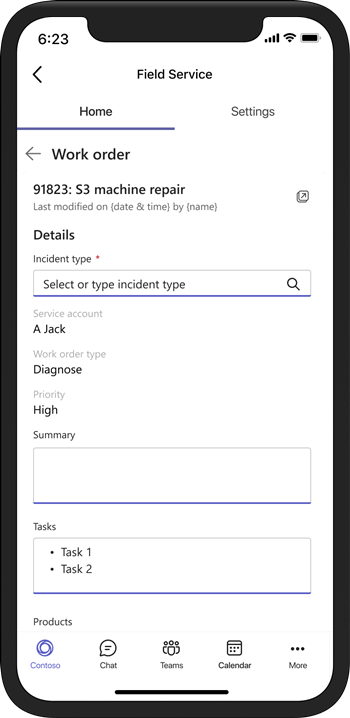 6:23
Field Service
Home Settings
Work order
91823: S3 machine repair
Last modified on {date & time} by {name}
Details
Incident type *
Select or type incident type
Service account
A Jack
Work order type
Diagnose
Priority
High
Summary
Tasks
• Task 1
• Task 2
Products
Contoso Chat Teams Calendar More